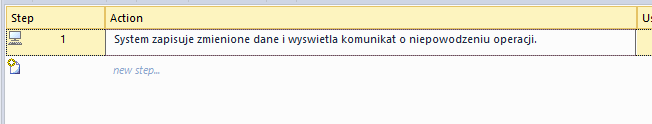 Step Action Us
1 System zapisuje zmienione dane i wyswietla komunikat o niepowodzeniu operacji.
new step...